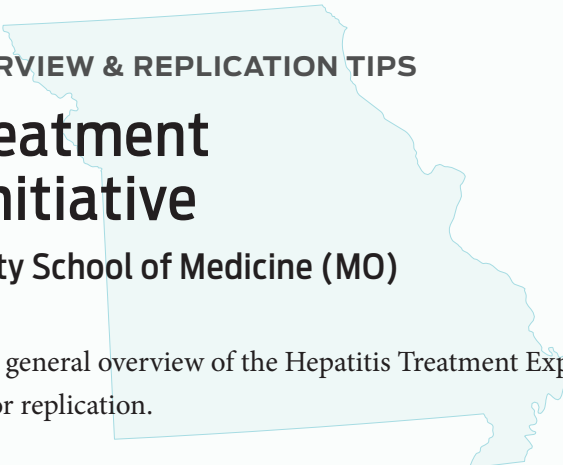 RVIEW & REPLICATION TIPS
eatment
nitiative
ty School of Medicine (MO)
general overview of the Hepatitis Treatment Exp
or replication.